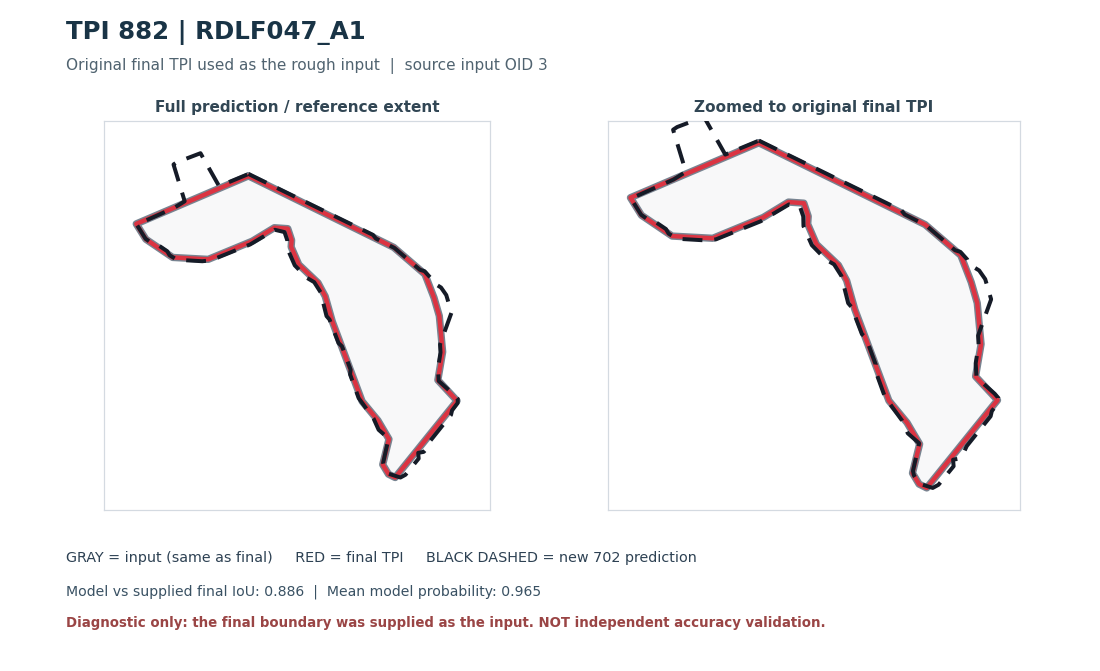 TPI 882 | RDLF047_A1
Original final TPI used as the rough input | source input OID 3
Full prediction / reference extent
Zoomed to original final TPI
GRAY = input (same as final) RED = final TPI BLACK DASHED = new 702 prediction
Model vs supplied final IoU: 0.886 | Mean model probability: 0.965
Diagnostic only: the final boundary was supplied as the input. NOT independent accuracy validation.